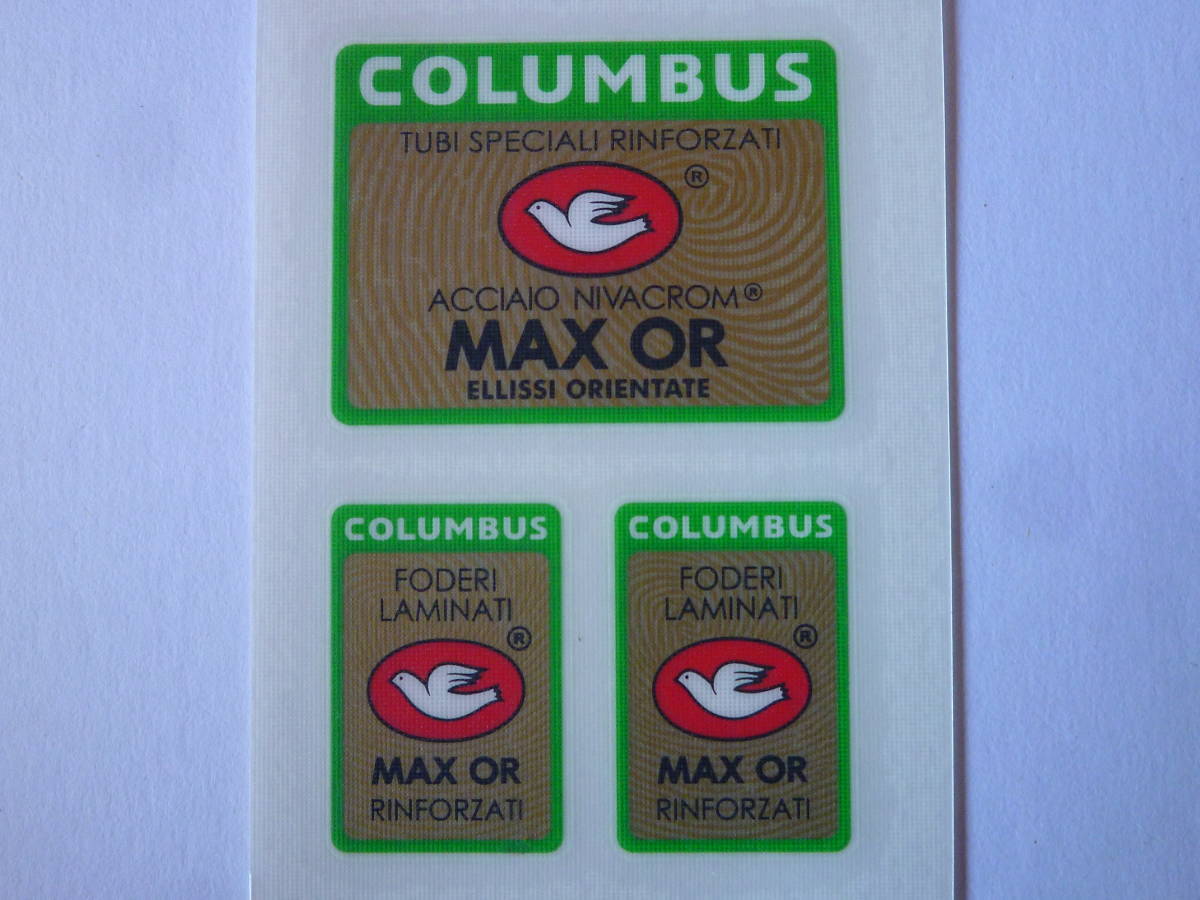 COLUMBUS
TUBI SPECIALI RINFORZATI
®
ACCIAIO NIVACROM®
MAX OR
ELLISSI ORIENTATE
COLUMBUS
FODERI
LAMINATI
®
MAX OR
RINFORZATI
COLUMBUS
FODERI
LAMINATI
®
MAX OR
RINFORZATI